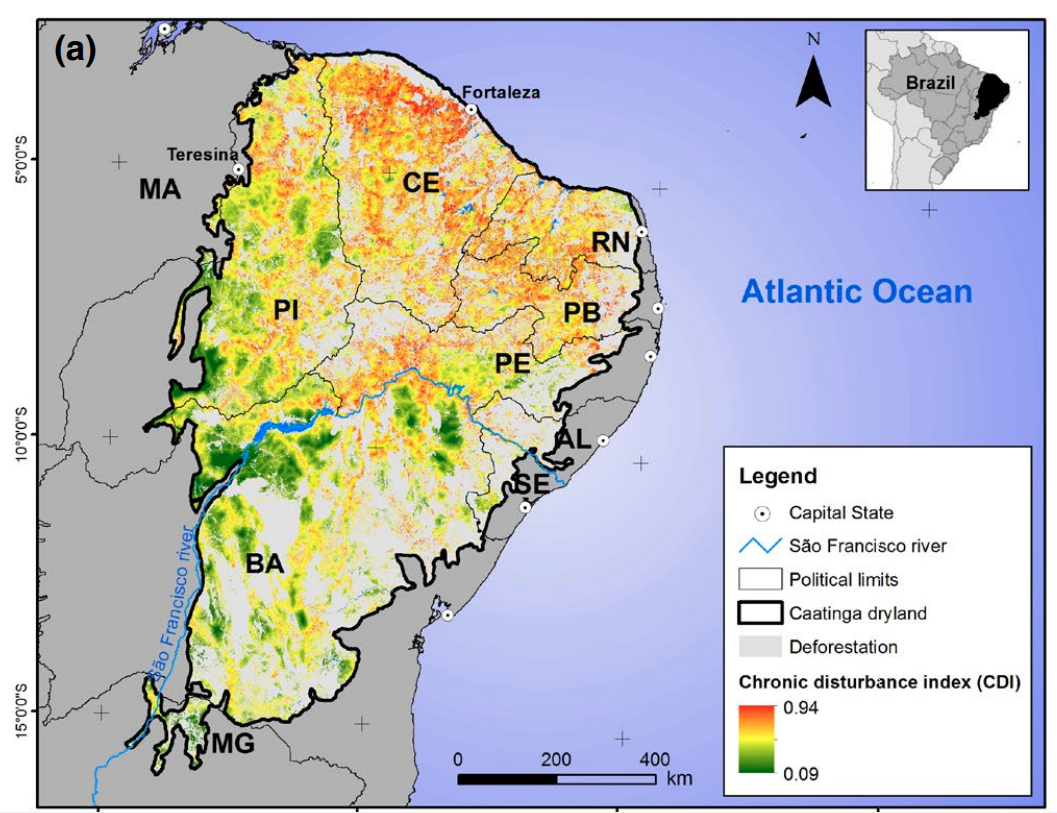 (a)
N
Brazil
Fortaleza
Teresina
MA
CE
RN
PI
PB
PE
AL
SE
BA
MG
São Francisco river
Atlantic Ocean
5°0'0"S
10°0'0"S
15°0'0"S
Legend
Capital State
São Francisco river
Political limits
Caatinga dryland
Deforestation
Chronic disturbance index (CDI)
0.94
0.09
0 200 400
km